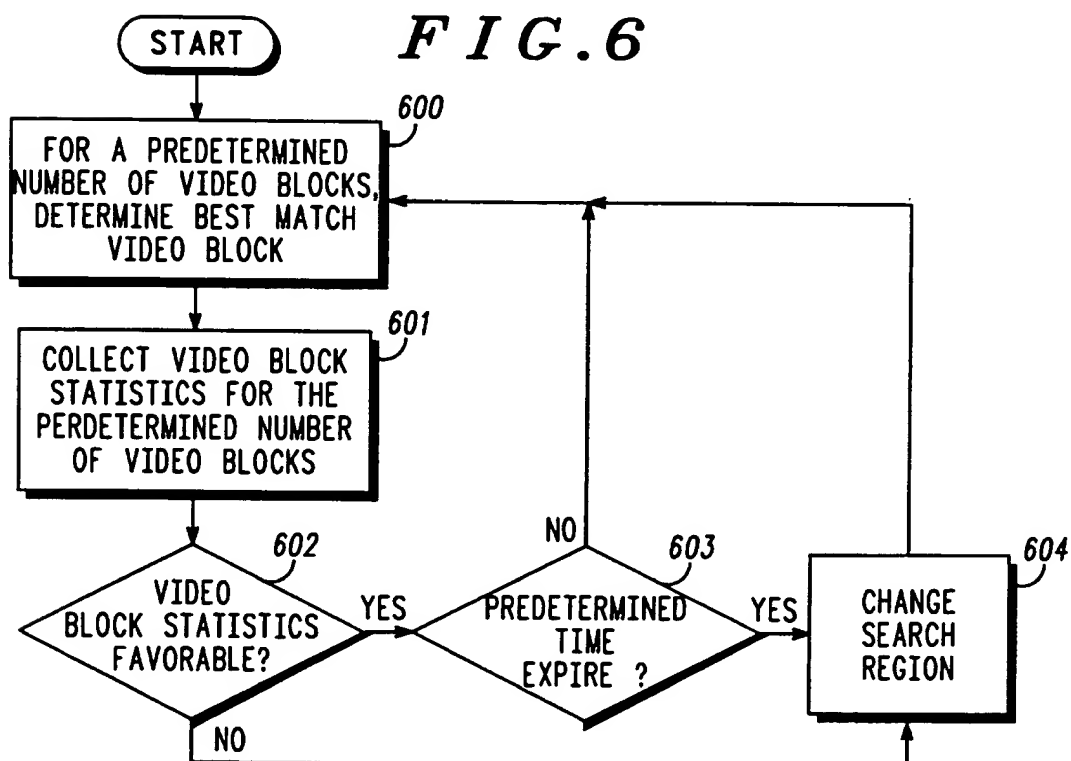 START
FIG.6
600
FOR A PREDETERMINED
NUMBER OF VIDEO BLOCKS,
DETERMINE BEST MATCH
VIDEO BLOCK
601
COLLECT VIDEO BLOCK
STATISTICS FOR THE
PERDETERMINED NUMBER
OF VIDEO BLOCKS
602
VIDEO
BLOCK STATISTICS
FAVORABLE?
YES
NO
603
PREDETERMINED
TIME
EXPIRE ?
NO
YES
604
CHANGE
SEARCH
REGION